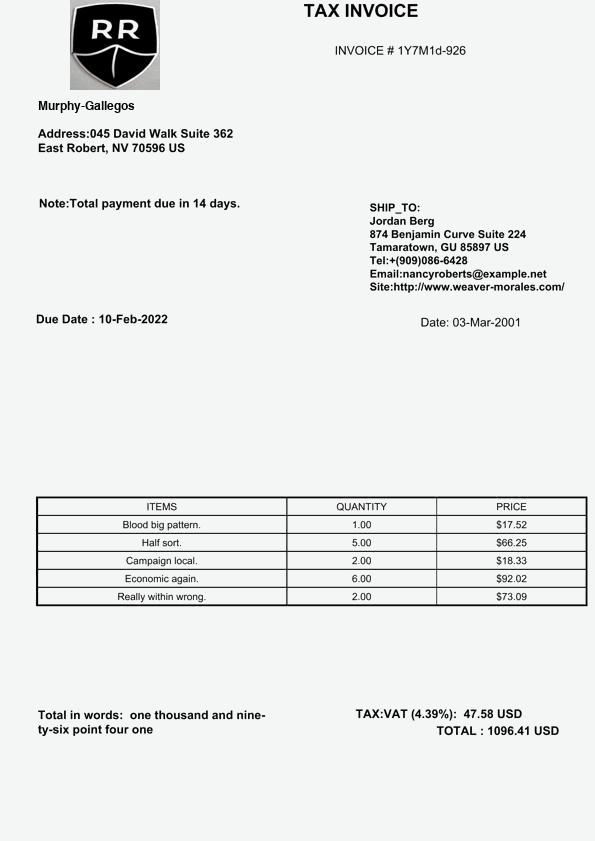 TAX INVOICE
RR
INVOICE # 1Y7M1d-926
Murphy-Gallegos
Address:045 David Walk Suite 362
East Robert, NV 70596 US
Note:Total payment due in 14 days.
SHIP_TO:
Jordan Berg
874 Benjamin Curve Suite 224
Tamaratown, GU 85897 US
Tel:+(909)086-6428
Email:nancyroberts@example.net
Site:http://www.weaver-morales.com/
Due Date : 10-Feb-2022
Date: 03-Mar-2001
ITEMS QUANTITY PRICE
Blood big pattern. 1.00 $17.52
Half sort. 5.00 $66.25
Campaign local. 2.00 $18.33
Economic again. 6.00 $92.02
Really within wrong. 2.00 $73.09
Total in words: one thousand and nine-
ty-six point four one
TAX:VAT (4.39%): 47.58 USD
TOTAL : 1096.41 USD